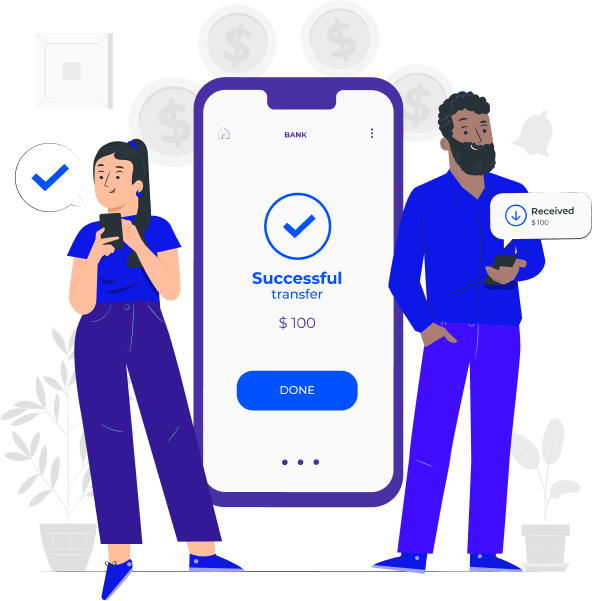 BANK
Successful
transfer
$ 100
DONE
Received
$ 100